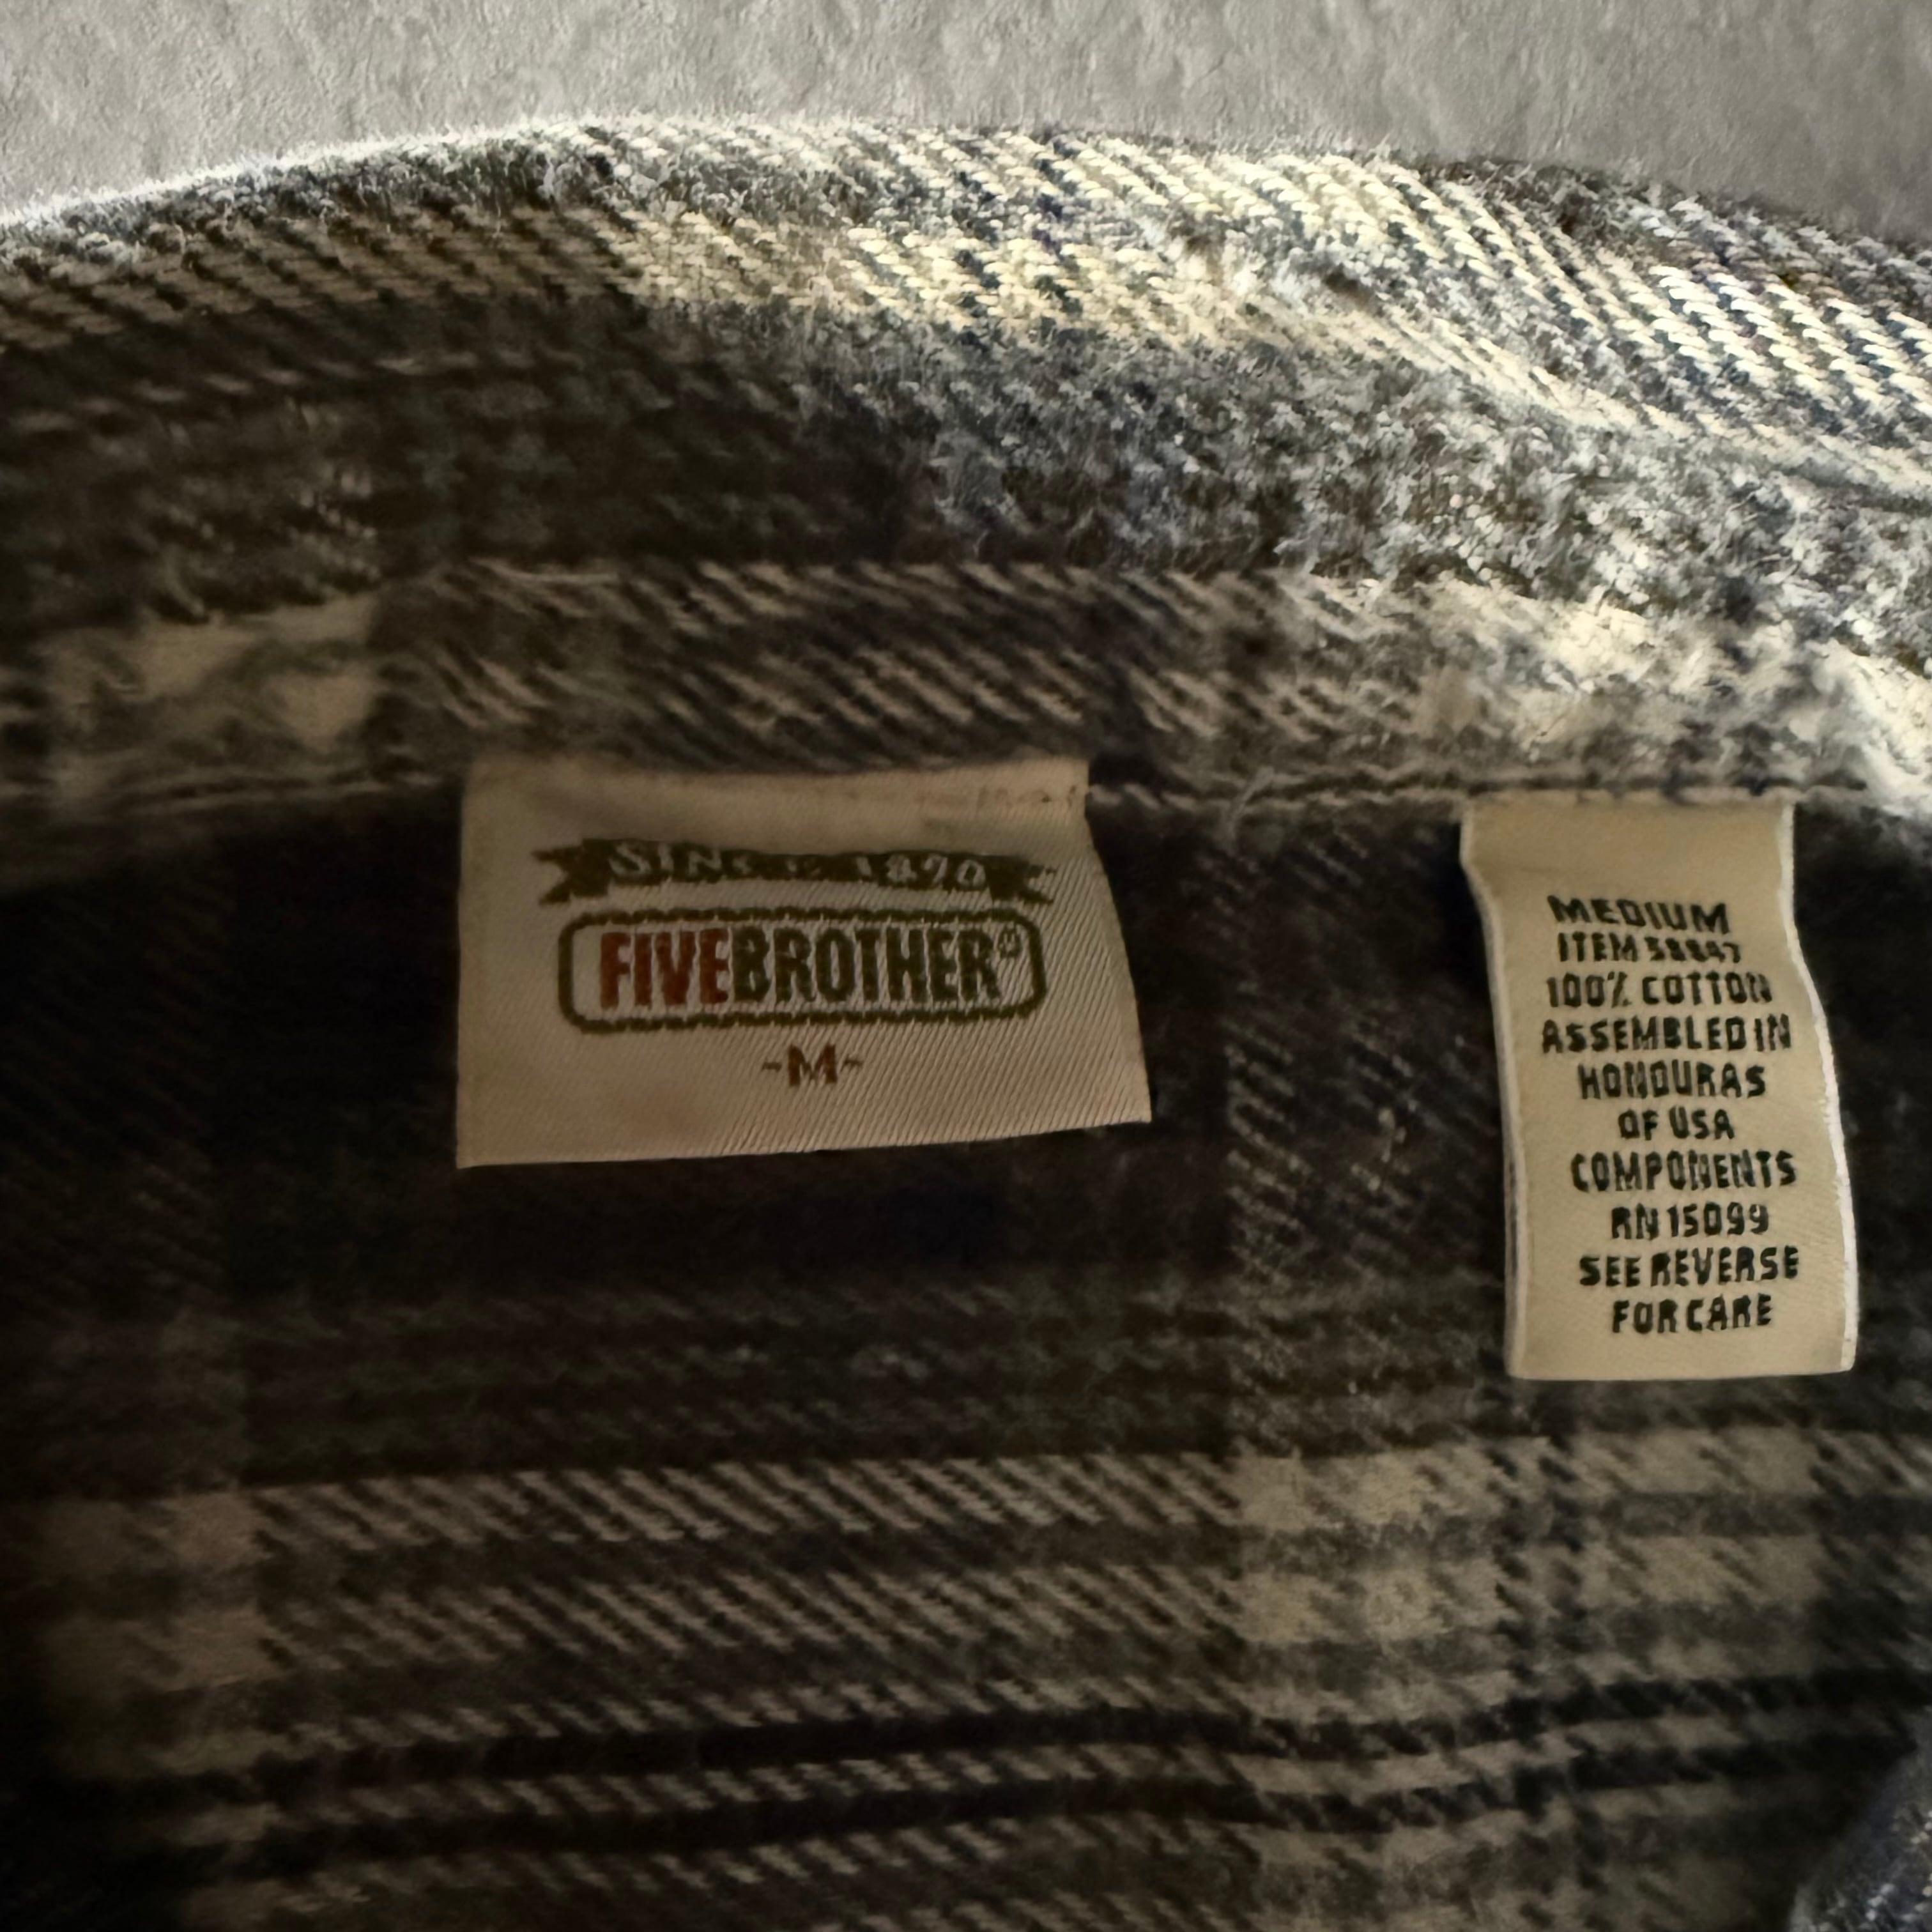 SINCE 1890
FIVEBROTHER®
-M-
MEDIUM
ITEM
100% COTTON
ASSEMBLED IN
HONDURAS
OF USA
COMPONENTS
RN 15099
SEE REVERSE
FOR CARE